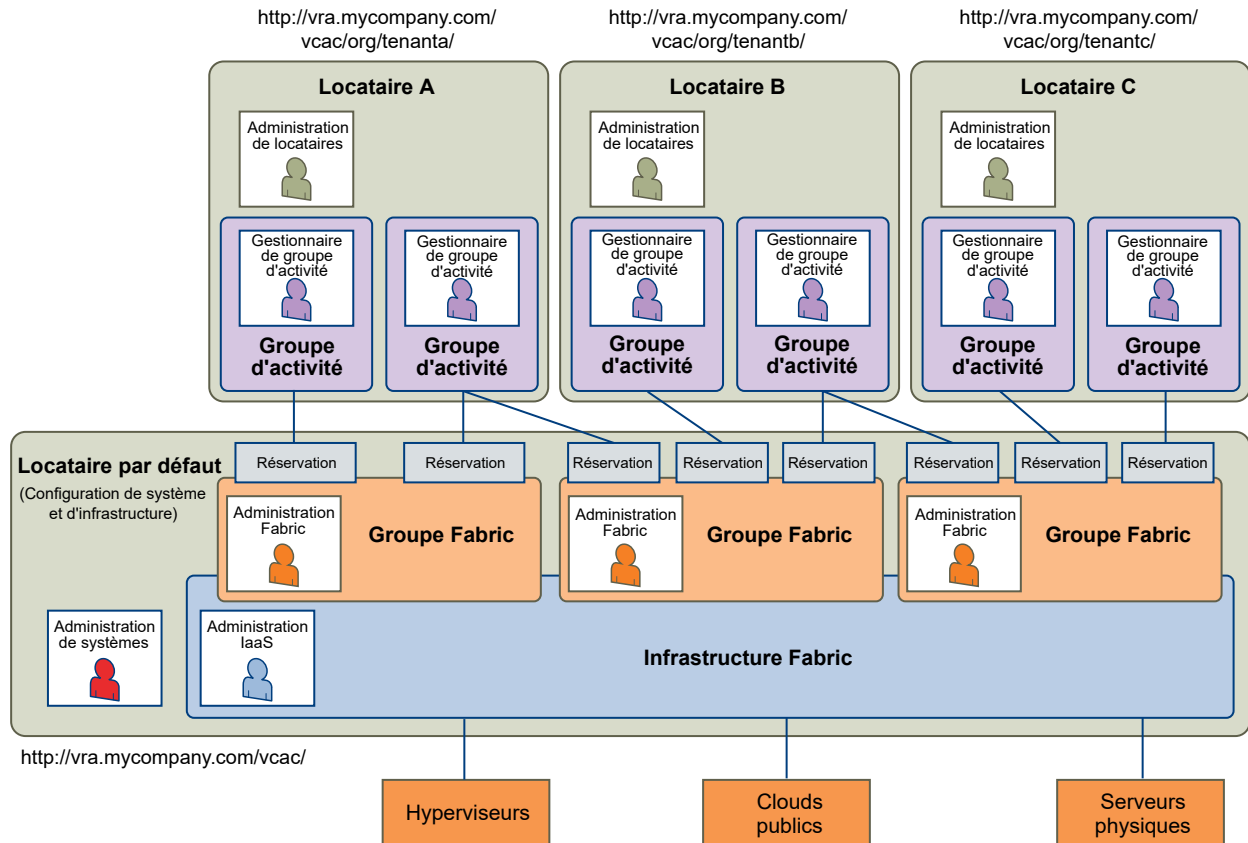 http://vra.mycompany.com/
vcac/org/tenanta/
http://vra.mycompany.com/
vcac/org/tenantb/
http://vra.mycompany.com/
vcac/org/tenantc/
Locataire A
Locataire B
Locataire C
Administration
de locataires
Administration
de locataires
Administration
de locataires
Gestionnaire
de groupe
d'activité
Groupe
d'activité
Gestionnaire
de groupe
d'activité
Groupe
d'activité
Gestionnaire
de groupe
d'activité
Groupe
d'activité
Gestionnaire
de groupe
d'activité
Groupe
d'activité
Gestionnaire
de groupe
d'activité
Groupe
d'activité
Gestionnaire
de groupe
d'activité
Groupe
d'activité
Locataire par défaut
(Configuration de système
et d'infrastructure)
Réservation
Réservation
Réservation
Réservation
Réservation
Réservation
Réservation
Réservation
Administration
Fabric
Groupe Fabric
Administration
Fabric
Groupe Fabric
Administration
Fabric
Groupe Fabric
Administration
de systèmes
Administration
IaaS
Infrastructure Fabric
http://vra.mycompany.com/vcac/
Hyperviseurs
Clouds
publics
Serveurs
physiques